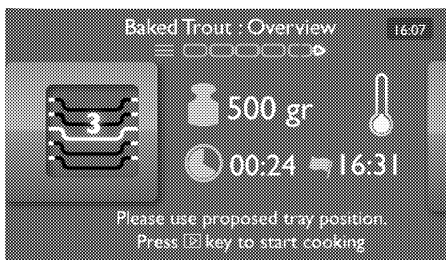 Baked Trout : Overview
16:07
3
500 gr
00:24 16:31
Please use proposed tray position.
Press key to start cooking